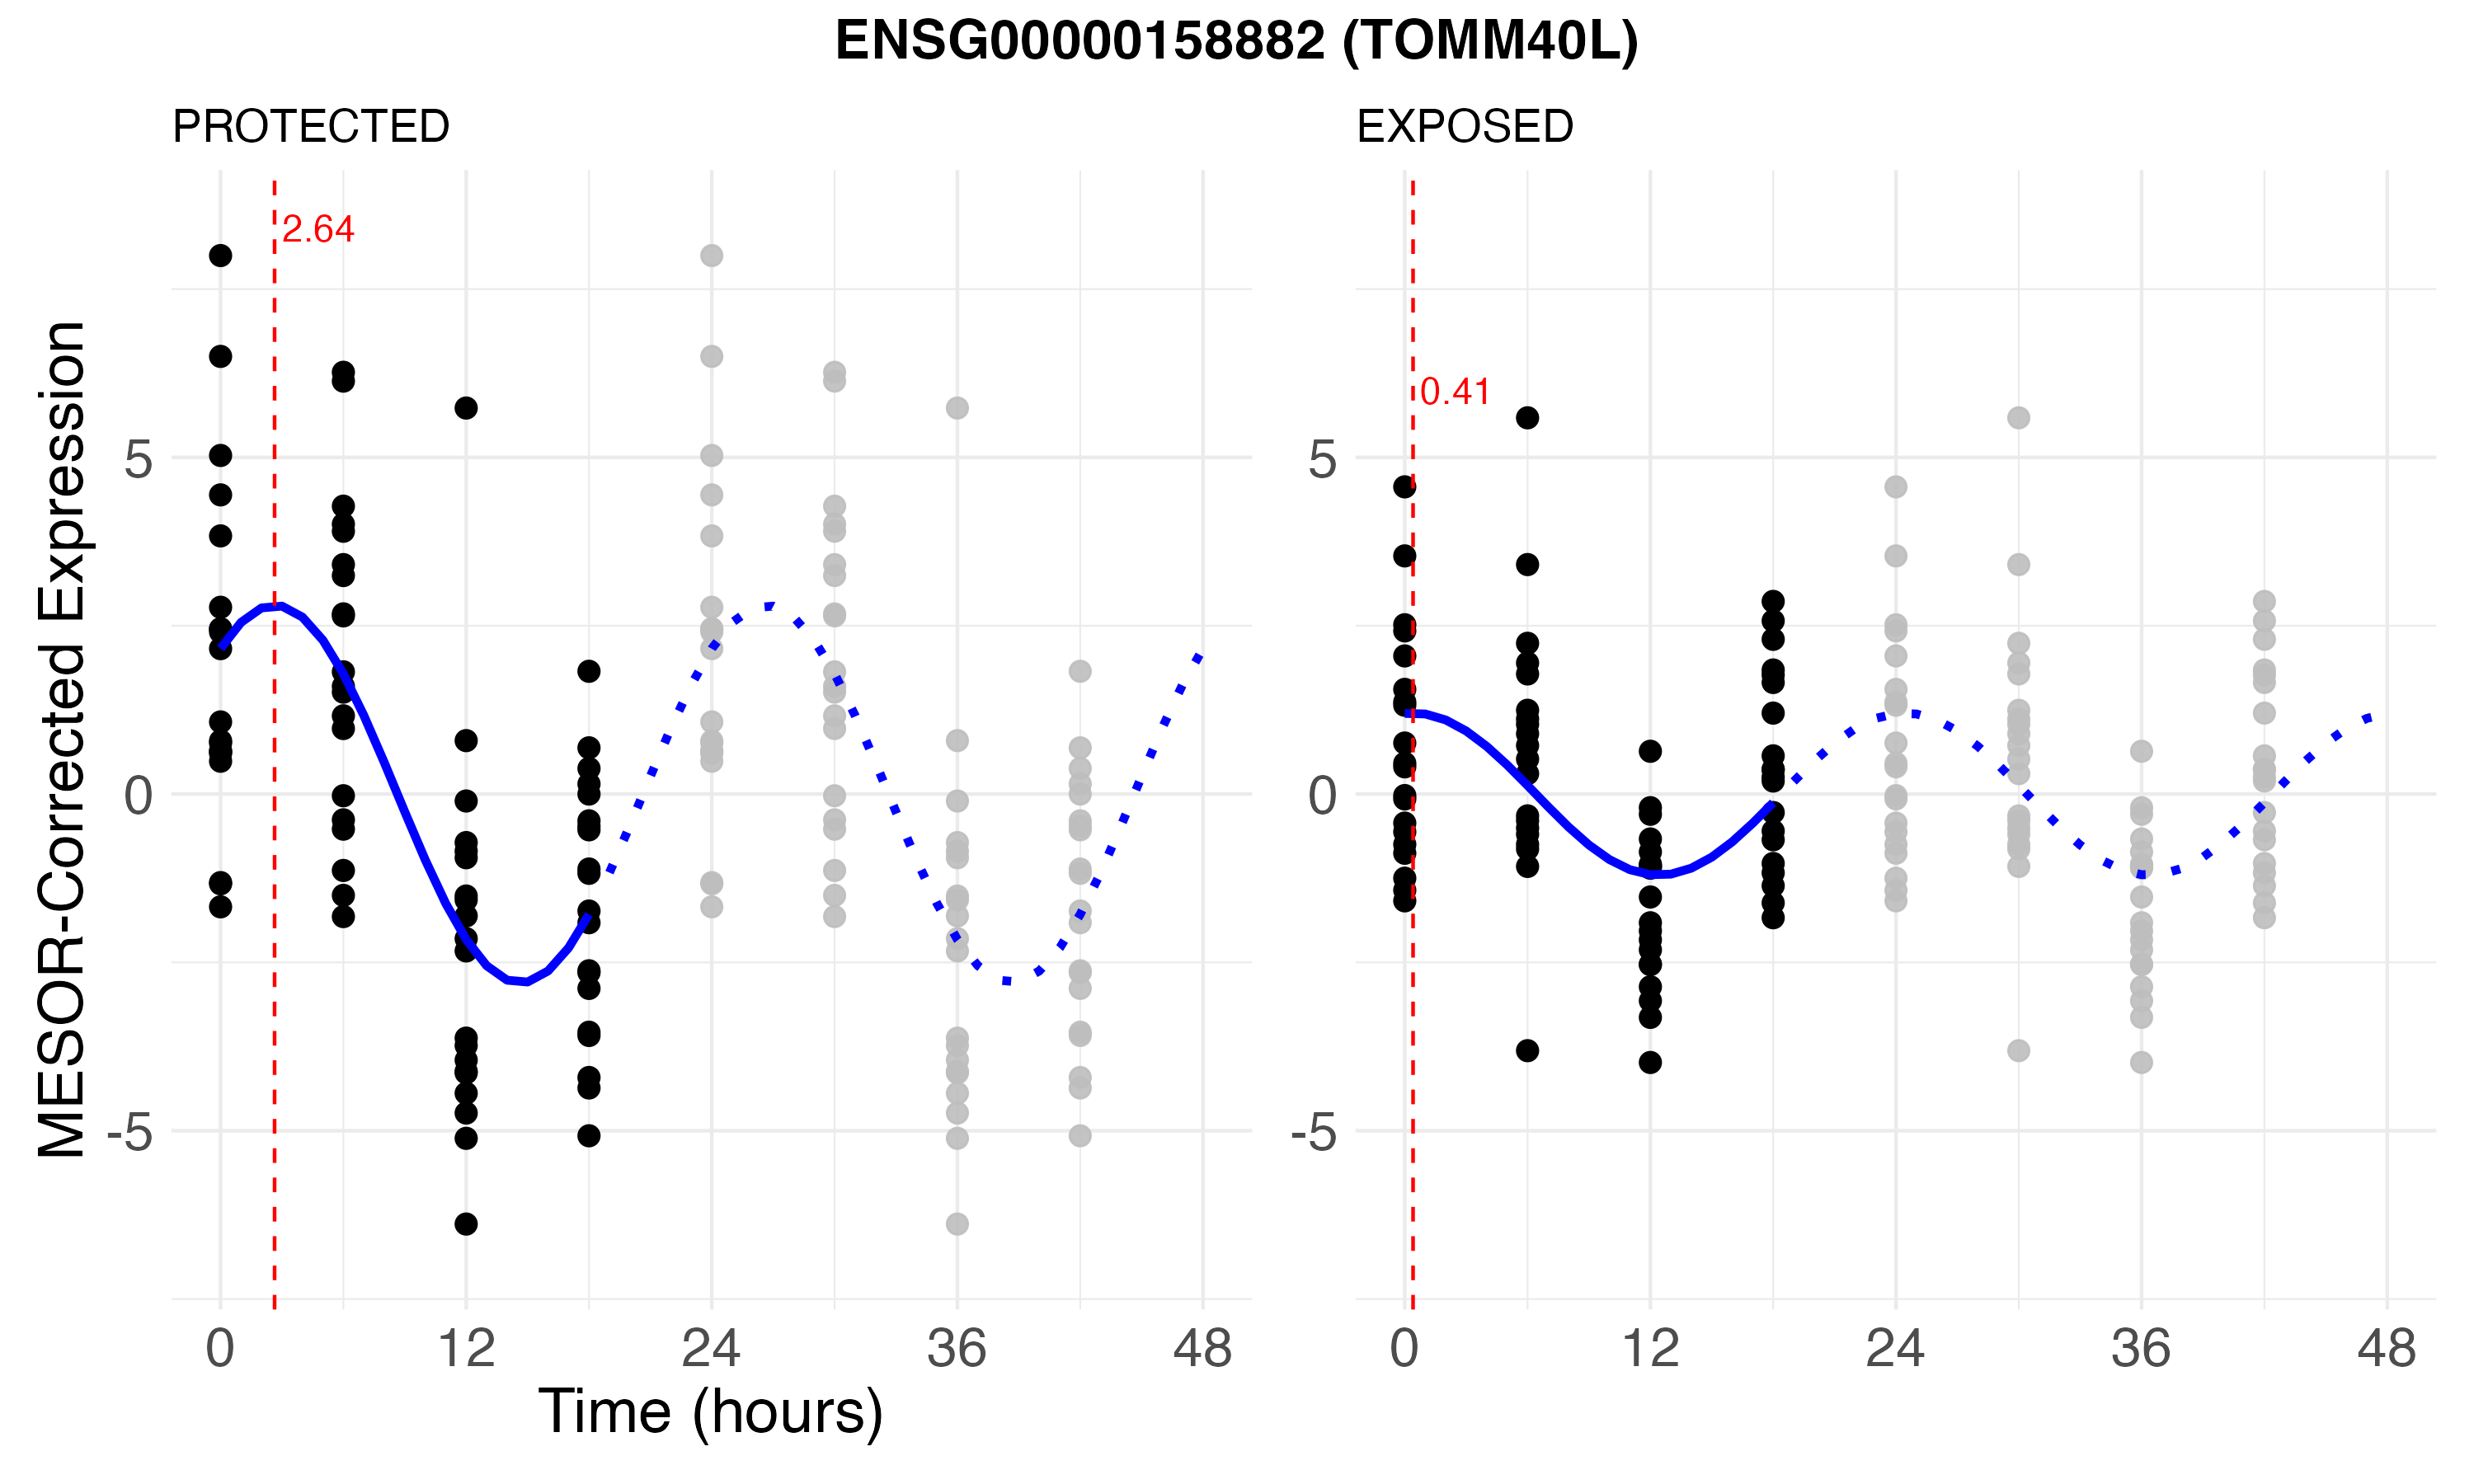 ENSG00000158882 (TOMM40L)
PROTECTED
EXPOSED
2.64
0.41
MESOR-Corrected Expression
5
0
-5
5
0
-5
0 12 24 36 48
0 12 24 36 48
Time (hours)